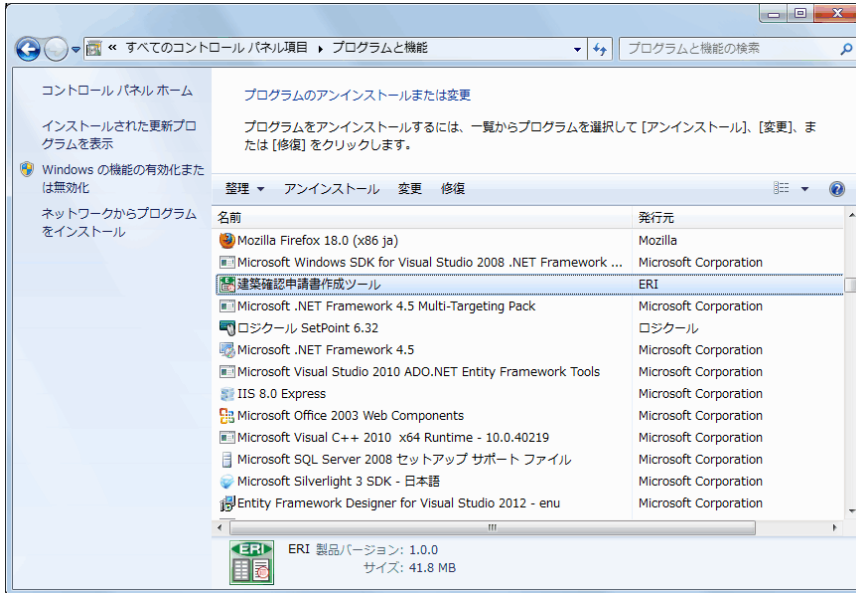 « すべてのコントロール パネル項目 ▸ プログラムと機能
プログラムと機能の検索
コントロール パネル ホーム
インストールされた更新プロ
グラムを表示
Windows の機能の有効化また
は無効化
ネットワークからプログラム
をインストール
プログラムのアンインストールまたは変更
プログラムをアンインストールするには、一覧からプログラムを選択して [アンインストール]、[変更]、ま
たは [修復] をクリックします。
整理 ▼ アンインストール 変更 修復
名前 発行元
Mozilla Firefox 18.0 (x86 ja) Mozilla
Microsoft Windows SDK for Visual Studio 2008 .NET Framework ... Microsoft Corporation
建築確認申請書作成ツール ERI
Microsoft .NET Framework 4.5 Multi-Targeting Pack Microsoft Corporation
ロジクール SetPoint 6.32 ロジクール
Microsoft .NET Framework 4.5 Microsoft Corporation
Microsoft Visual Studio 2010 ADO.NET Entity Framework Tools Microsoft Corporation
IIS 8.0 Express Microsoft Corporation
Microsoft Office 2003 Web Components Microsoft Corporation
Microsoft Visual C++ 2010 x64 Runtime - 10.0.40219 Microsoft Corporation
Microsoft SQL Server 2008 セットアップ サポート ファイル Microsoft Corporation
Microsoft Silverlight 3 SDK - 日本語 Microsoft Corporation
Entity Framework Designer for Visual Studio 2012 - enu Microsoft Corporation
ERI ERI 製品バージョン: 1.0.0
サイズ: 41.8 MB